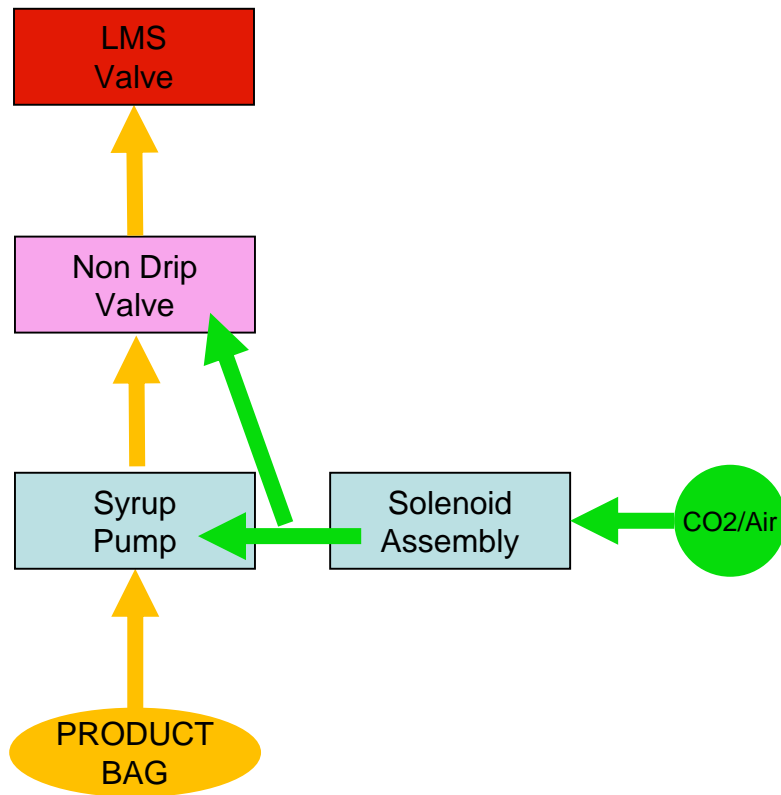 LMS
Valve
Non Drip
Valve
Syrup
Pump
Solenoid
Assembly
CO2/Air
PRODUCT
BAG